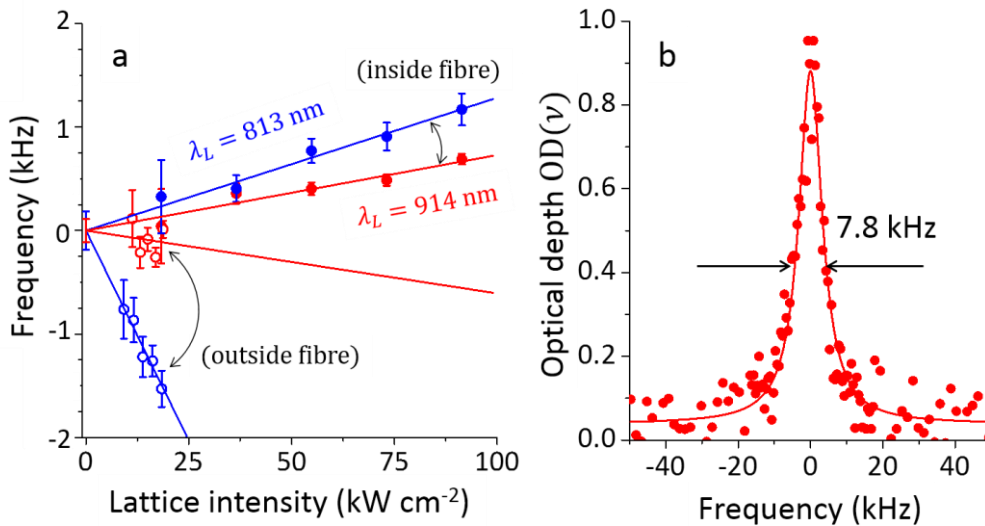 a
(inside fibre)
λ_L = 813 nm
λ_L = 914 nm
(outside fibre)
Frequency (kHz)
2
1
0
-1
-2
0 25 50 75 100
Lattice intensity (kW cm⁻²)
b
7.8 kHz
Optical depth OD(ν)
1.0
0.8
0.6
0.4
0.2
0.0
-40 -20 0 20 40
Frequency (kHz)